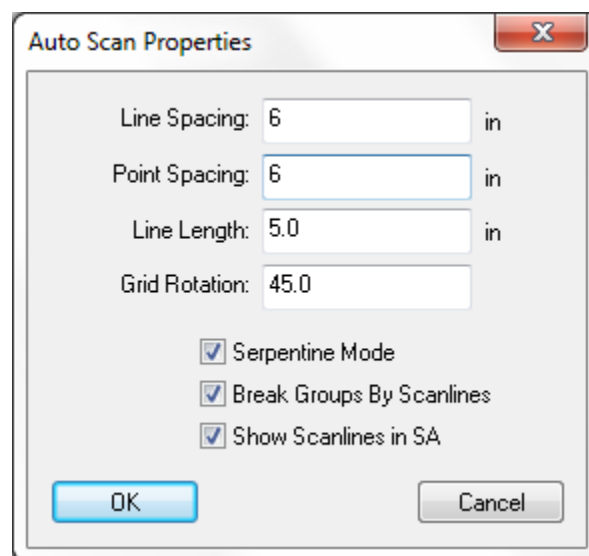 Auto Scan Properties
Line Spacing: 6 in
Point Spacing: 6 in
Line Length: 5.0 in
Grid Rotation: 45.0
Serpentine Mode
Break Groups By Scanlines
Show Scanlines in SA
OK Cancel